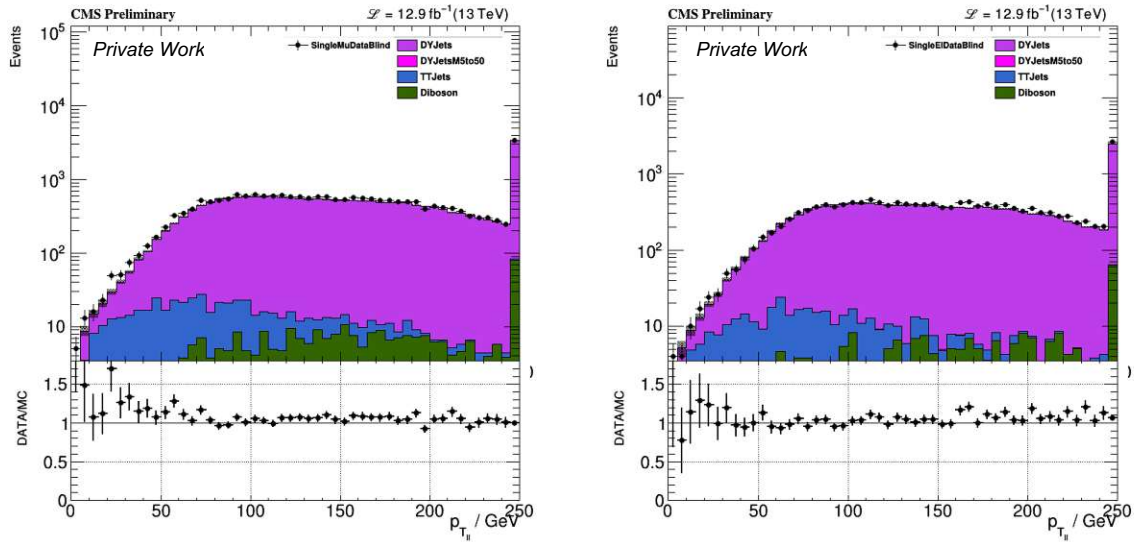 CMS Preliminary ℒ = 12.9 fb⁻¹ (13 TeV)
Events
10⁵
10⁴
10³
10²
10
Private Work
SingleMuDataBlind
DYJets
DYJetsM5to50
TTJets
Diboson
DATA/MC
1.5
1
0.5
0
0 50 100 150 200 250
p_T_ll / GeV
CMS Preliminary ℒ = 12.9 fb⁻¹ (13 TeV)
Events
10⁴
10³
10²
10
Private Work
SingleElDataBlind
DYJets
DYJetsM5to50
TTJets
Diboson
DATA/MC
1.5
1
0.5
0
0 50 100 150 200 250
p_T_ll / GeV